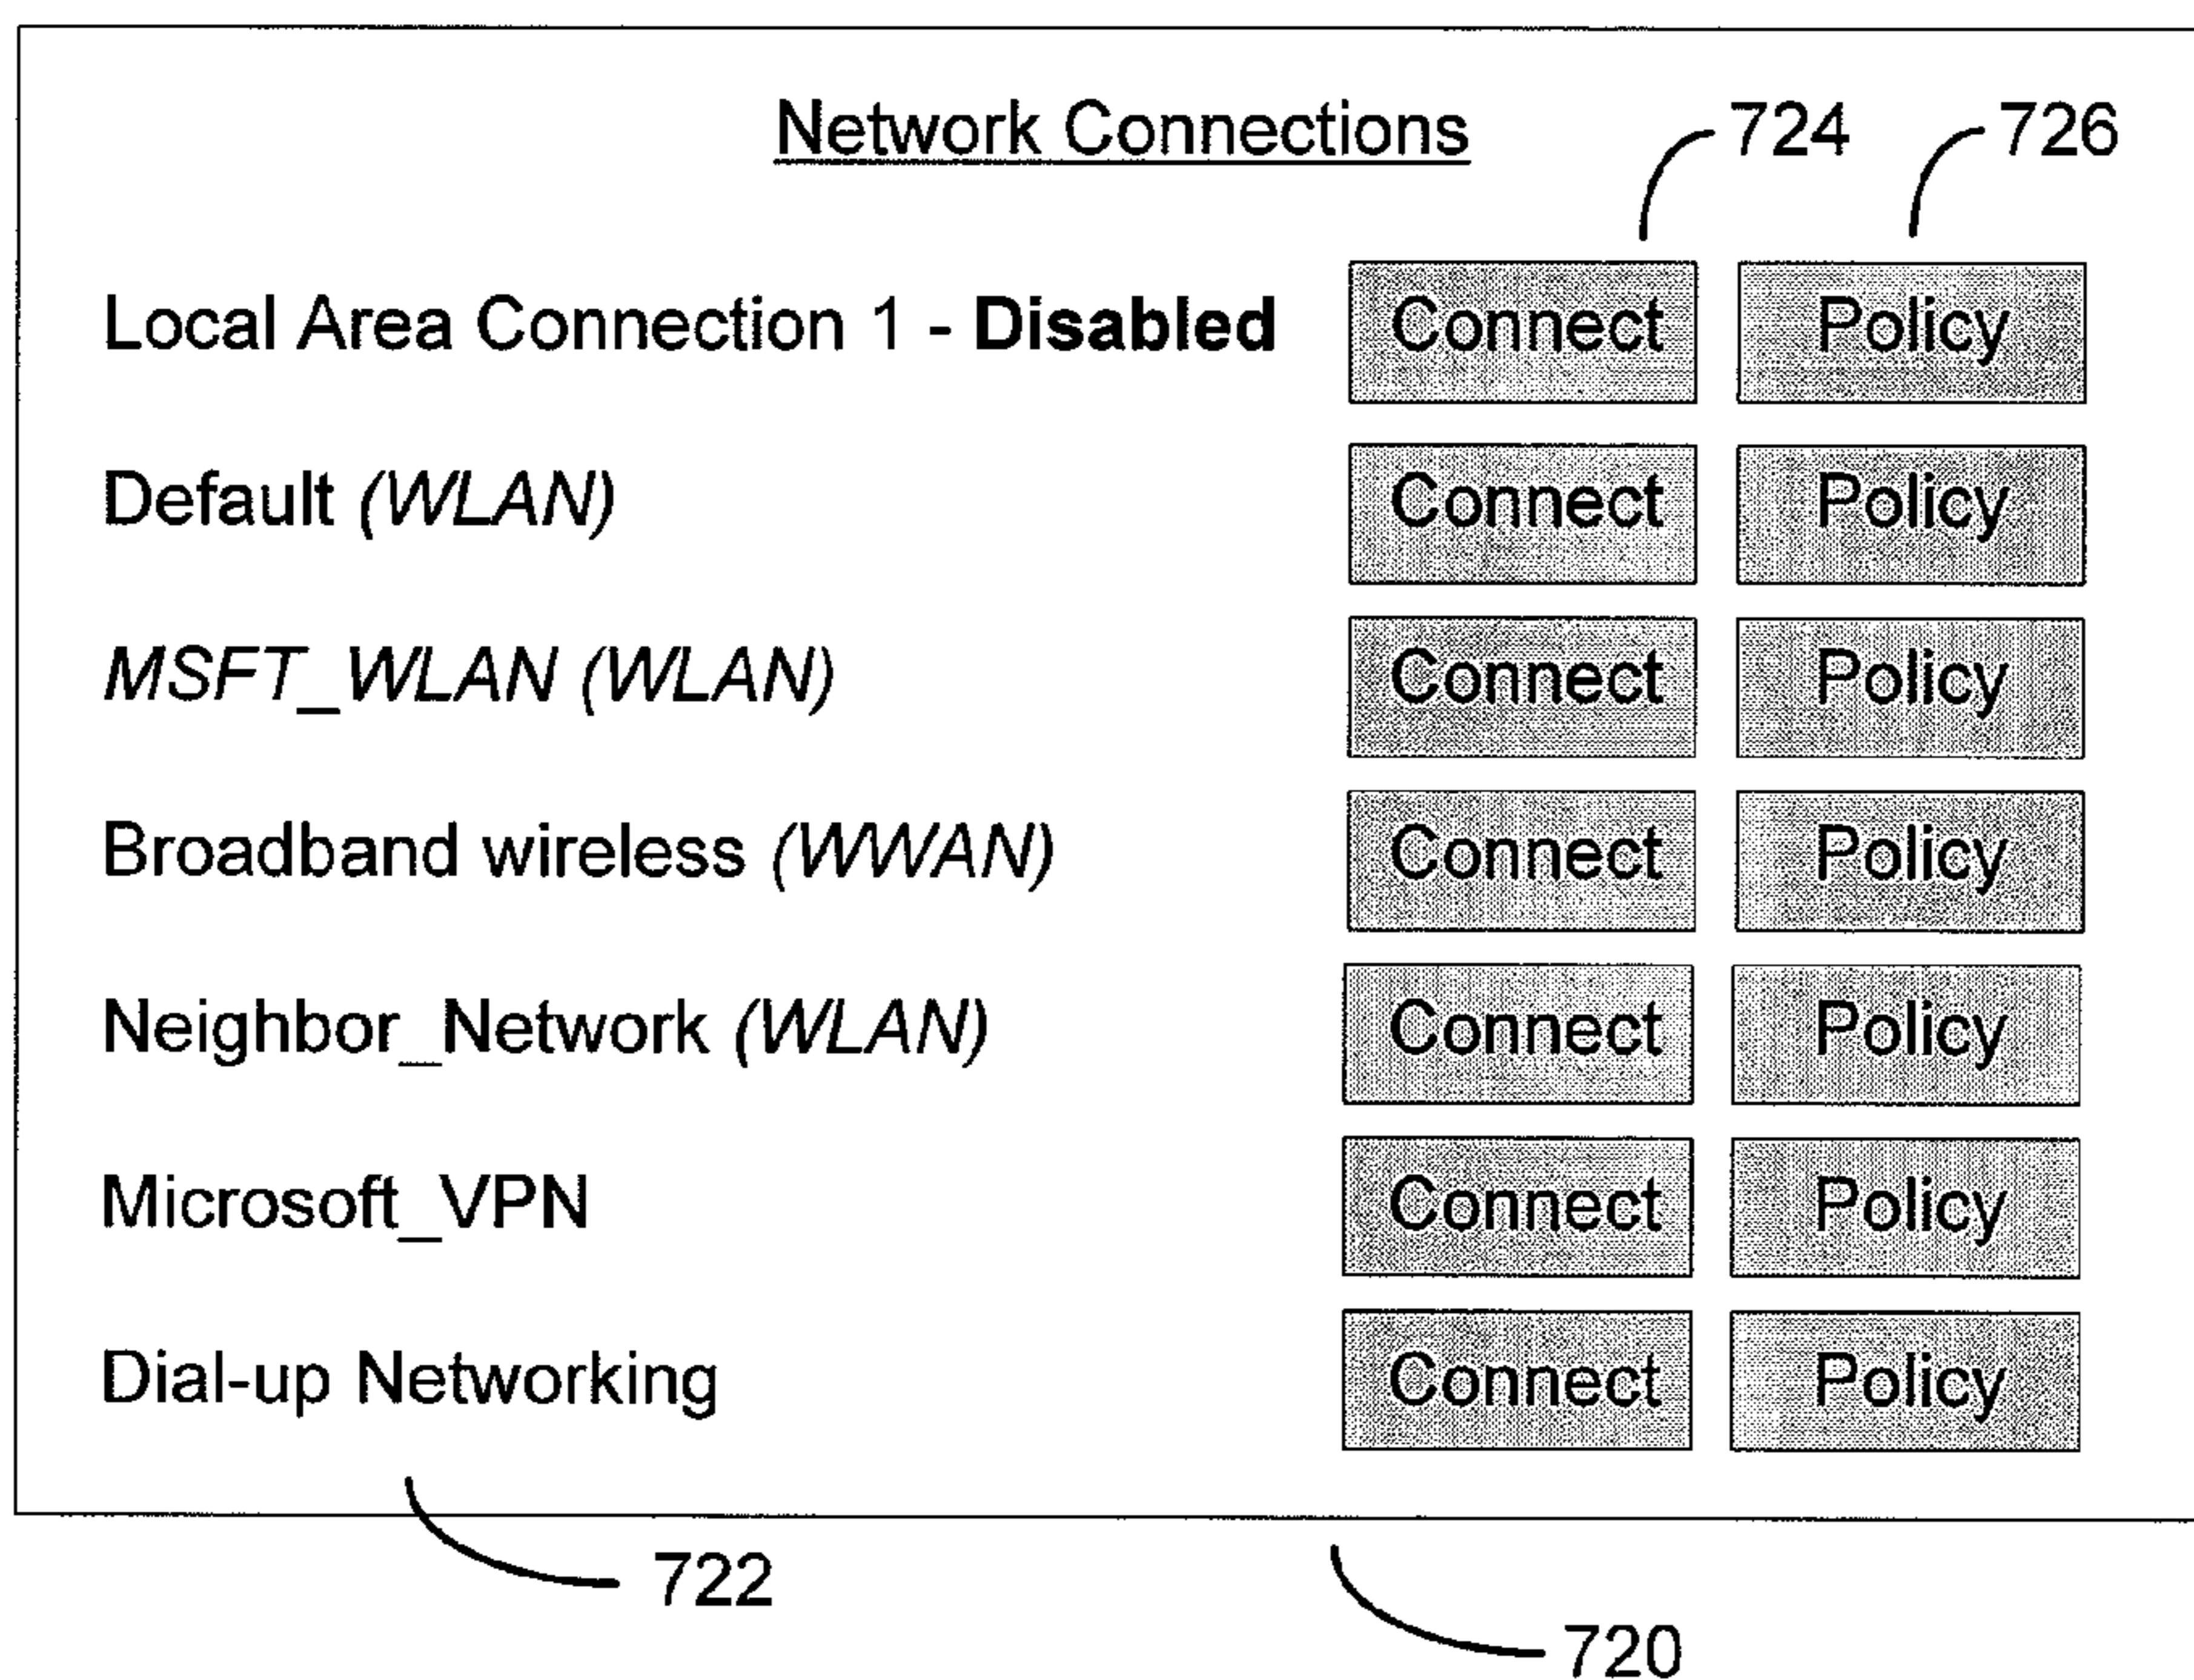 Network Connections 724 726
Local Area Connection 1 - Disabled Connect Policy
Default (WLAN) Connect Policy
MSFT_WLAN (WLAN) Connect Policy
Broadband wireless (WWAN) Connect Policy
Neighbor_Network (WLAN) Connect Policy
Microsoft_VPN Connect Policy
Dial-up Networking Connect Policy
722
720